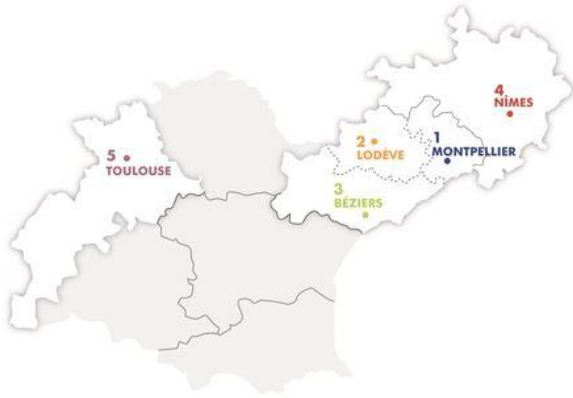 4
NÎMES
1
MONTPELLIER
2
LODÈVE
5
TOULOUSE
3
BÉZIERS